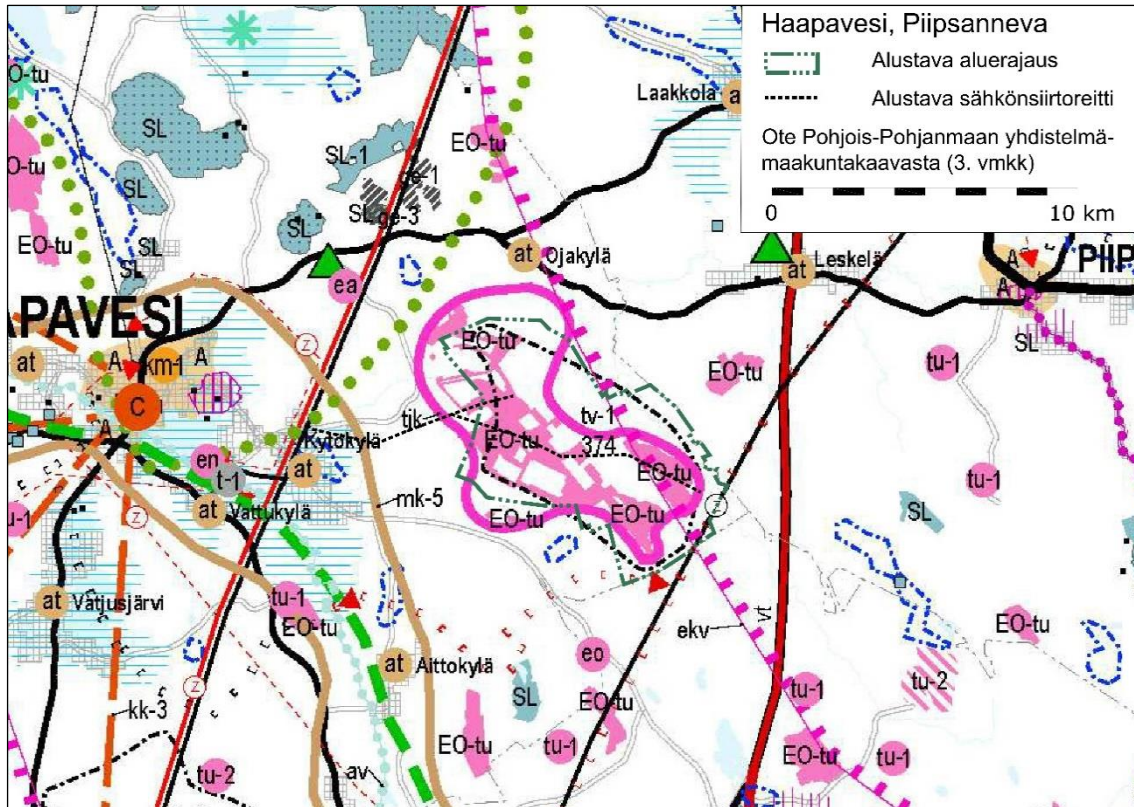 Haapavesi, Piipsanneva
Alustava aluerajaus
Alustava sähkönsiirtoreitti
Ote Pohjois-Pohjanmaan yhdistelmä-
maakuntakaavasta (3. vmkk)
0 10 km
O-tu
O-tu
EO-tu
SL
SL
SL
SL
SL-1
SL
SL
ge-1
ge-3
EO-tu
Laakkola
a
at
Ojakylä
at
Leskelä
A
A
PIIP
SL
ea
APAVESI
at
A
km-1
A
C
A
EO-tu
tjk
EO-tu
tv-1
374
EO-tu
EO-tu
EO-tu
EO-tu
tu-1
tu-1
SL
Kytökylä
at
en
t-1
at
Vattukylä
mk-5
Z
Z
Z
Z
u-1
at
Vatjusjärvi
tu-1
EO-tu
at
Aittokylä
kk-3
av
tu-2
EO-tu
SL
eo
EO-tu
tu-1
ekv
vt
tu-1
EO-tu
tu-1
tu-2
EO-tu